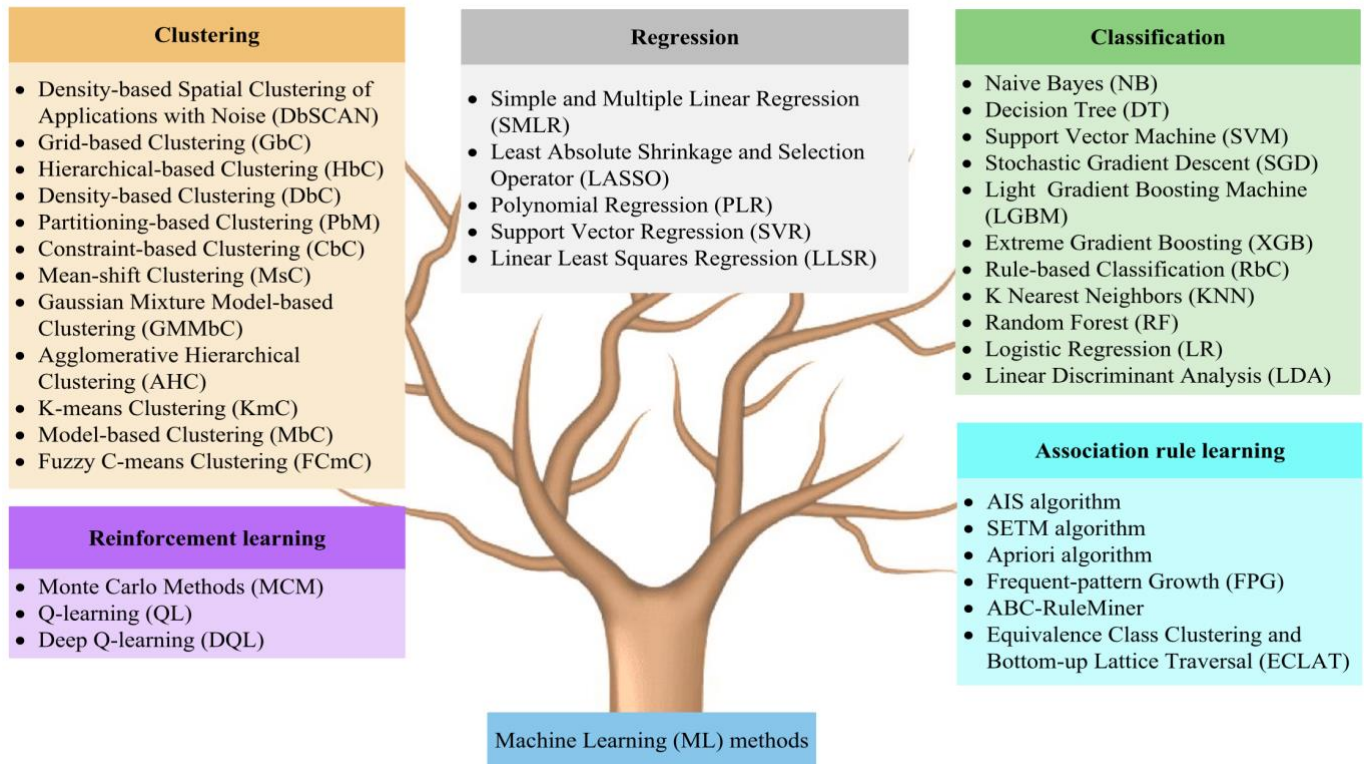 Clustering
• Density-based Spatial Clustering of
Applications with Noise (DbSCAN)
• Grid-based Clustering (GbC)
• Hierarchical-based Clustering (HbC)
• Density-based Clustering (DbC)
• Partitioning-based Clustering (PbM)
• Constraint-based Clustering (CbC)
• Mean-shift Clustering (MsC)
• Gaussian Mixture Model-based
Clustering (GMMbC)
• Agglomerative Hierarchical
Clustering (AHC)
• K-means Clustering (KmC)
• Model-based Clustering (MbC)
• Fuzzy C-means Clustering (FCmC)
Regression
• Simple and Multiple Linear Regression
(SMLR)
• Least Absolute Shrinkage and Selection
Operator (LASSO)
• Polynomial Regression (PLR)
• Support Vector Regression (SVR)
• Linear Least Squares Regression (LLSR)
Classification
• Naive Bayes (NB)
• Decision Tree (DT)
• Support Vector Machine (SVM)
• Stochastic Gradient Descent (SGD)
• Light Gradient Boosting Machine
(LGBM)
• Extreme Gradient Boosting (XGB)
• Rule-based Classification (RbC)
• K Nearest Neighbors (KNN)
• Random Forest (RF)
• Logistic Regression (LR)
• Linear Discriminant Analysis (LDA)
Reinforcement learning
• Monte Carlo Methods (MCM)
• Q-learning (QL)
• Deep Q-learning (DQL)
Association rule learning
• AIS algorithm
• SETM algorithm
• Apriori algorithm
• Frequent-pattern Growth (FPG)
• ABC-RuleMiner
• Equivalence Class Clustering and
Bottom-up Lattice Traversal (ECLAT)
Machine Learning (ML) methods